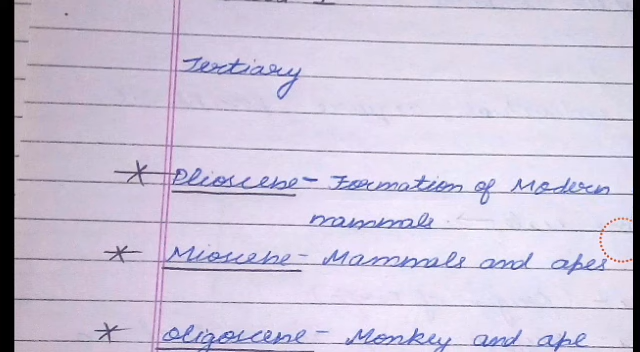 Tertiary
* Pliocene - Formation of Modern
mammals.
* Miocene - Mammals and apes
* oligocene - Monkey and ape